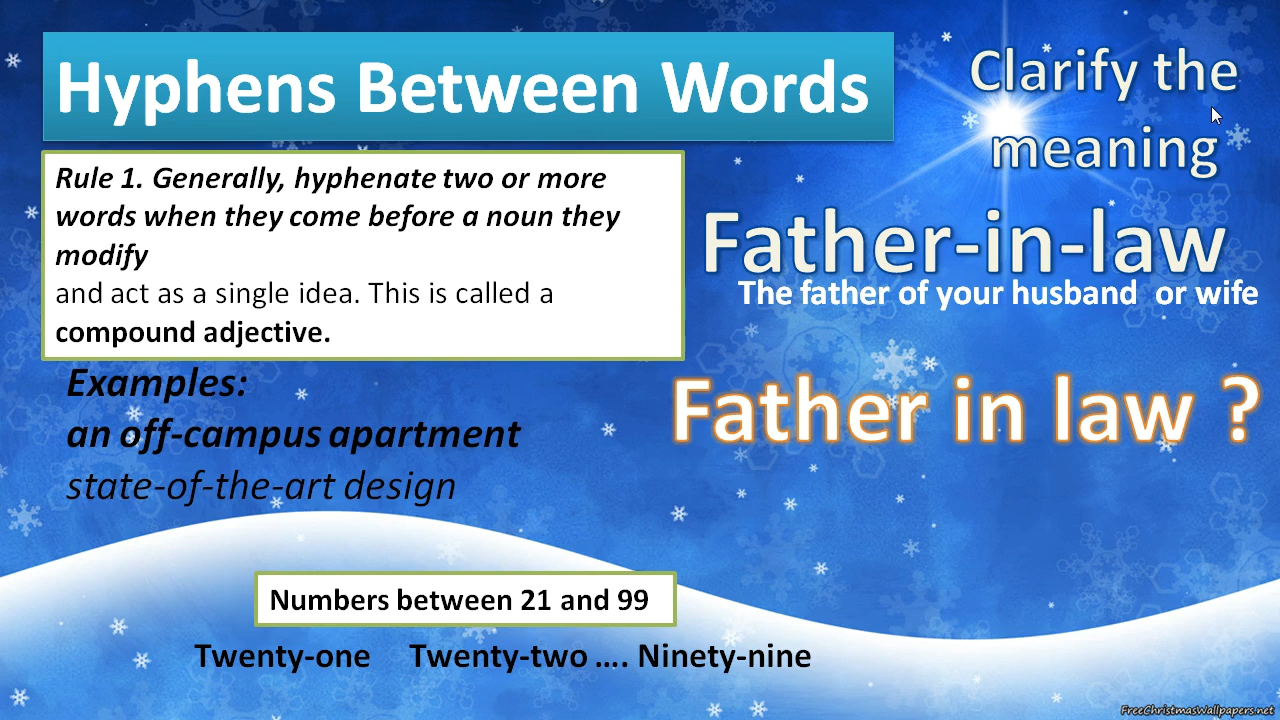 Hyphens Between Words
Rule 1. Generally, hyphenate two or more
words when they come before a noun they
modify
and act as a single idea. This is called a
compound adjective.
Examples:
an off-campus apartment
state-of-the-art design
Numbers between 21 and 99
Twenty-one Twenty-two .... Ninety-nine
Clarify the
meaning
Father-in-law
The father of your husband or wife
Father in law ?
FreeChristmasWallpapers.net